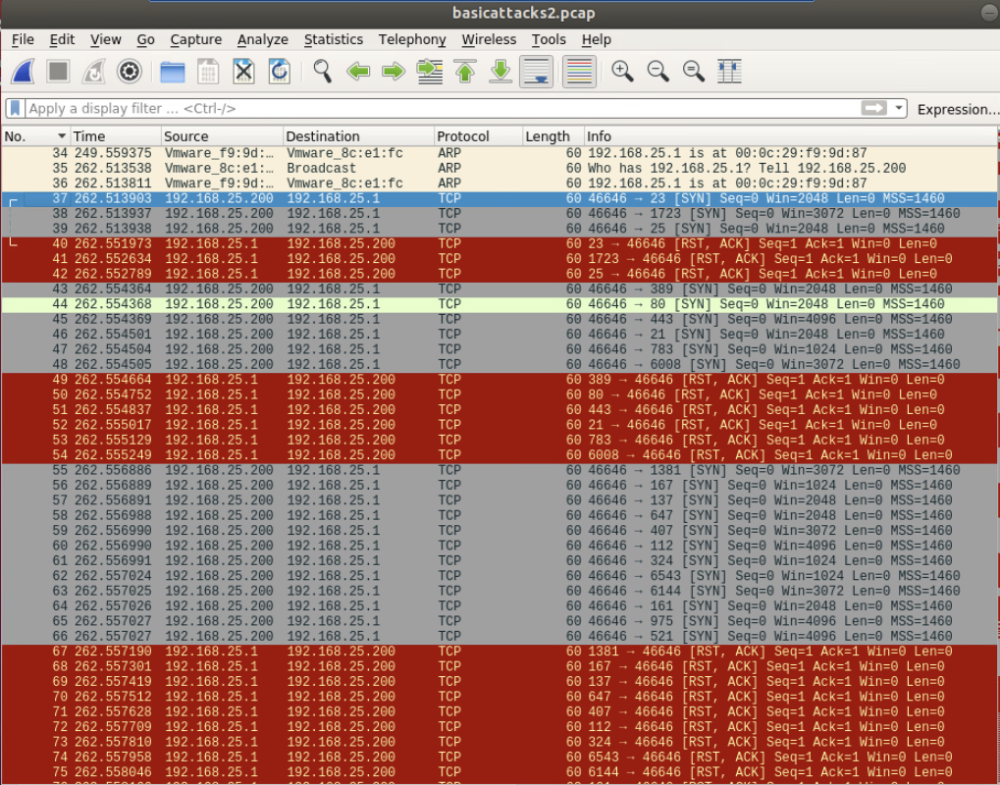 basicattacks2.pcap
File Edit View Go Capture Analyze Statistics Telephony Wireless Tools Help
Apply a display filter ... <Ctrl-/> Expression...
No. Time Source Destination Protocol Length Info
34 249.559375 Vmware_f9:9d:… Vmware_8c:e1:fc ARP 60 192.168.25.1 is at 00:0c:29:f9:9d:87
35 262.513538 Vmware_8c:e1:… Broadcast ARP 60 Who has 192.168.25.1? Tell 192.168.25.200
36 262.513811 Vmware_f9:9d:… Vmware_8c:e1:fc ARP 60 192.168.25.1 is at 00:0c:29:f9:9d:87
37 262.513903 192.168.25.200 192.168.25.1 TCP 60 46646 → 23 [SYN] Seq=0 Win=2048 Len=0 MSS=1460
38 262.513937 192.168.25.200 192.168.25.1 TCP 60 46646 → 1723 [SYN] Seq=0 Win=3072 Len=0 MSS=1460
39 262.513938 192.168.25.200 192.168.25.1 TCP 60 46646 → 25 [SYN] Seq=0 Win=2048 Len=0 MSS=1460
40 262.551973 192.168.25.1 192.168.25.200 TCP 60 23 → 46646 [RST, ACK] Seq=1 Ack=1 Win=0 Len=0
41 262.552634 192.168.25.1 192.168.25.200 TCP 60 1723 → 46646 [RST, ACK] Seq=1 Ack=1 Win=0 Len=0
42 262.552789 192.168.25.1 192.168.25.200 TCP 60 25 → 46646 [RST, ACK] Seq=1 Ack=1 Win=0 Len=0
43 262.554364 192.168.25.200 192.168.25.1 TCP 60 46646 → 389 [SYN] Seq=0 Win=2048 Len=0 MSS=1460
44 262.554368 192.168.25.200 192.168.25.1 TCP 60 46646 → 80 [SYN] Seq=0 Win=2048 Len=0 MSS=1460
45 262.554369 192.168.25.200 192.168.25.1 TCP 60 46646 → 443 [SYN] Seq=0 Win=4096 Len=0 MSS=1460
46 262.554501 192.168.25.200 192.168.25.1 TCP 60 46646 → 21 [SYN] Seq=0 Win=2048 Len=0 MSS=1460
47 262.554504 192.168.25.200 192.168.25.1 TCP 60 46646 → 783 [SYN] Seq=0 Win=1024 Len=0 MSS=1460
48 262.554505 192.168.25.200 192.168.25.1 TCP 60 46646 → 6008 [SYN] Seq=0 Win=3072 Len=0 MSS=1460
49 262.554664 192.168.25.1 192.168.25.200 TCP 60 389 → 46646 [RST, ACK] Seq=1 Ack=1 Win=0 Len=0
50 262.554752 192.168.25.1 192.168.25.200 TCP 60 80 → 46646 [RST, ACK] Seq=1 Ack=1 Win=0 Len=0
51 262.554837 192.168.25.1 192.168.25.200 TCP 60 443 → 46646 [RST, ACK] Seq=1 Ack=1 Win=0 Len=0
52 262.555017 192.168.25.1 192.168.25.200 TCP 60 21 → 46646 [RST, ACK] Seq=1 Ack=1 Win=0 Len=0
53 262.555129 192.168.25.1 192.168.25.200 TCP 60 783 → 46646 [RST, ACK] Seq=1 Ack=1 Win=0 Len=0
54 262.555249 192.168.25.1 192.168.25.200 TCP 60 6008 → 46646 [RST, ACK] Seq=1 Ack=1 Win=0 Len=0
55 262.556886 192.168.25.200 192.168.25.1 TCP 60 46646 → 1381 [SYN] Seq=0 Win=3072 Len=0 MSS=1460
56 262.556889 192.168.25.200 192.168.25.1 TCP 60 46646 → 167 [SYN] Seq=0 Win=1024 Len=0 MSS=1460
57 262.556891 192.168.25.200 192.168.25.1 TCP 60 46646 → 137 [SYN] Seq=0 Win=2048 Len=0 MSS=1460
58 262.556988 192.168.25.200 192.168.25.1 TCP 60 46646 → 647 [SYN] Seq=0 Win=2048 Len=0 MSS=1460
59 262.556990 192.168.25.200 192.168.25.1 TCP 60 46646 → 407 [SYN] Seq=0 Win=3072 Len=0 MSS=1460
60 262.556990 192.168.25.200 192.168.25.1 TCP 60 46646 → 112 [SYN] Seq=0 Win=4096 Len=0 MSS=1460
61 262.556991 192.168.25.200 192.168.25.1 TCP 60 46646 → 324 [SYN] Seq=0 Win=1024 Len=0 MSS=1460
62 262.557024 192.168.25.200 192.168.25.1 TCP 60 46646 → 6543 [SYN] Seq=0 Win=1024 Len=0 MSS=1460
63 262.557025 192.168.25.200 192.168.25.1 TCP 60 46646 → 6144 [SYN] Seq=0 Win=3072 Len=0 MSS=1460
64 262.557026 192.168.25.200 192.168.25.1 TCP 60 46646 → 161 [SYN] Seq=0 Win=2048 Len=0 MSS=1460
65 262.557027 192.168.25.200 192.168.25.1 TCP 60 46646 → 975 [SYN] Seq=0 Win=4096 Len=0 MSS=1460
66 262.557027 192.168.25.200 192.168.25.1 TCP 60 46646 → 521 [SYN] Seq=0 Win=4096 Len=0 MSS=1460
67 262.557190 192.168.25.1 192.168.25.200 TCP 60 1381 → 46646 [RST, ACK] Seq=1 Ack=1 Win=0 Len=0
68 262.557301 192.168.25.1 192.168.25.200 TCP 60 167 → 46646 [RST, ACK] Seq=1 Ack=1 Win=0 Len=0
69 262.557419 192.168.25.1 192.168.25.200 TCP 60 137 → 46646 [RST, ACK] Seq=1 Ack=1 Win=0 Len=0
70 262.557512 192.168.25.1 192.168.25.200 TCP 60 647 → 46646 [RST, ACK] Seq=1 Ack=1 Win=0 Len=0
71 262.557628 192.168.25.1 192.168.25.200 TCP 60 407 → 46646 [RST, ACK] Seq=1 Ack=1 Win=0 Len=0
72 262.557709 192.168.25.1 192.168.25.200 TCP 60 112 → 46646 [RST, ACK] Seq=1 Ack=1 Win=0 Len=0
73 262.557810 192.168.25.1 192.168.25.200 TCP 60 324 → 46646 [RST, ACK] Seq=1 Ack=1 Win=0 Len=0
74 262.557958 192.168.25.1 192.168.25.200 TCP 60 6543 → 46646 [RST, ACK] Seq=1 Ack=1 Win=0 Len=0
75 262.558046 192.168.25.1 192.168.25.200 TCP 60 6144 → 46646 [RST, ACK] Seq=1 Ack=1 Win=0 Len=0